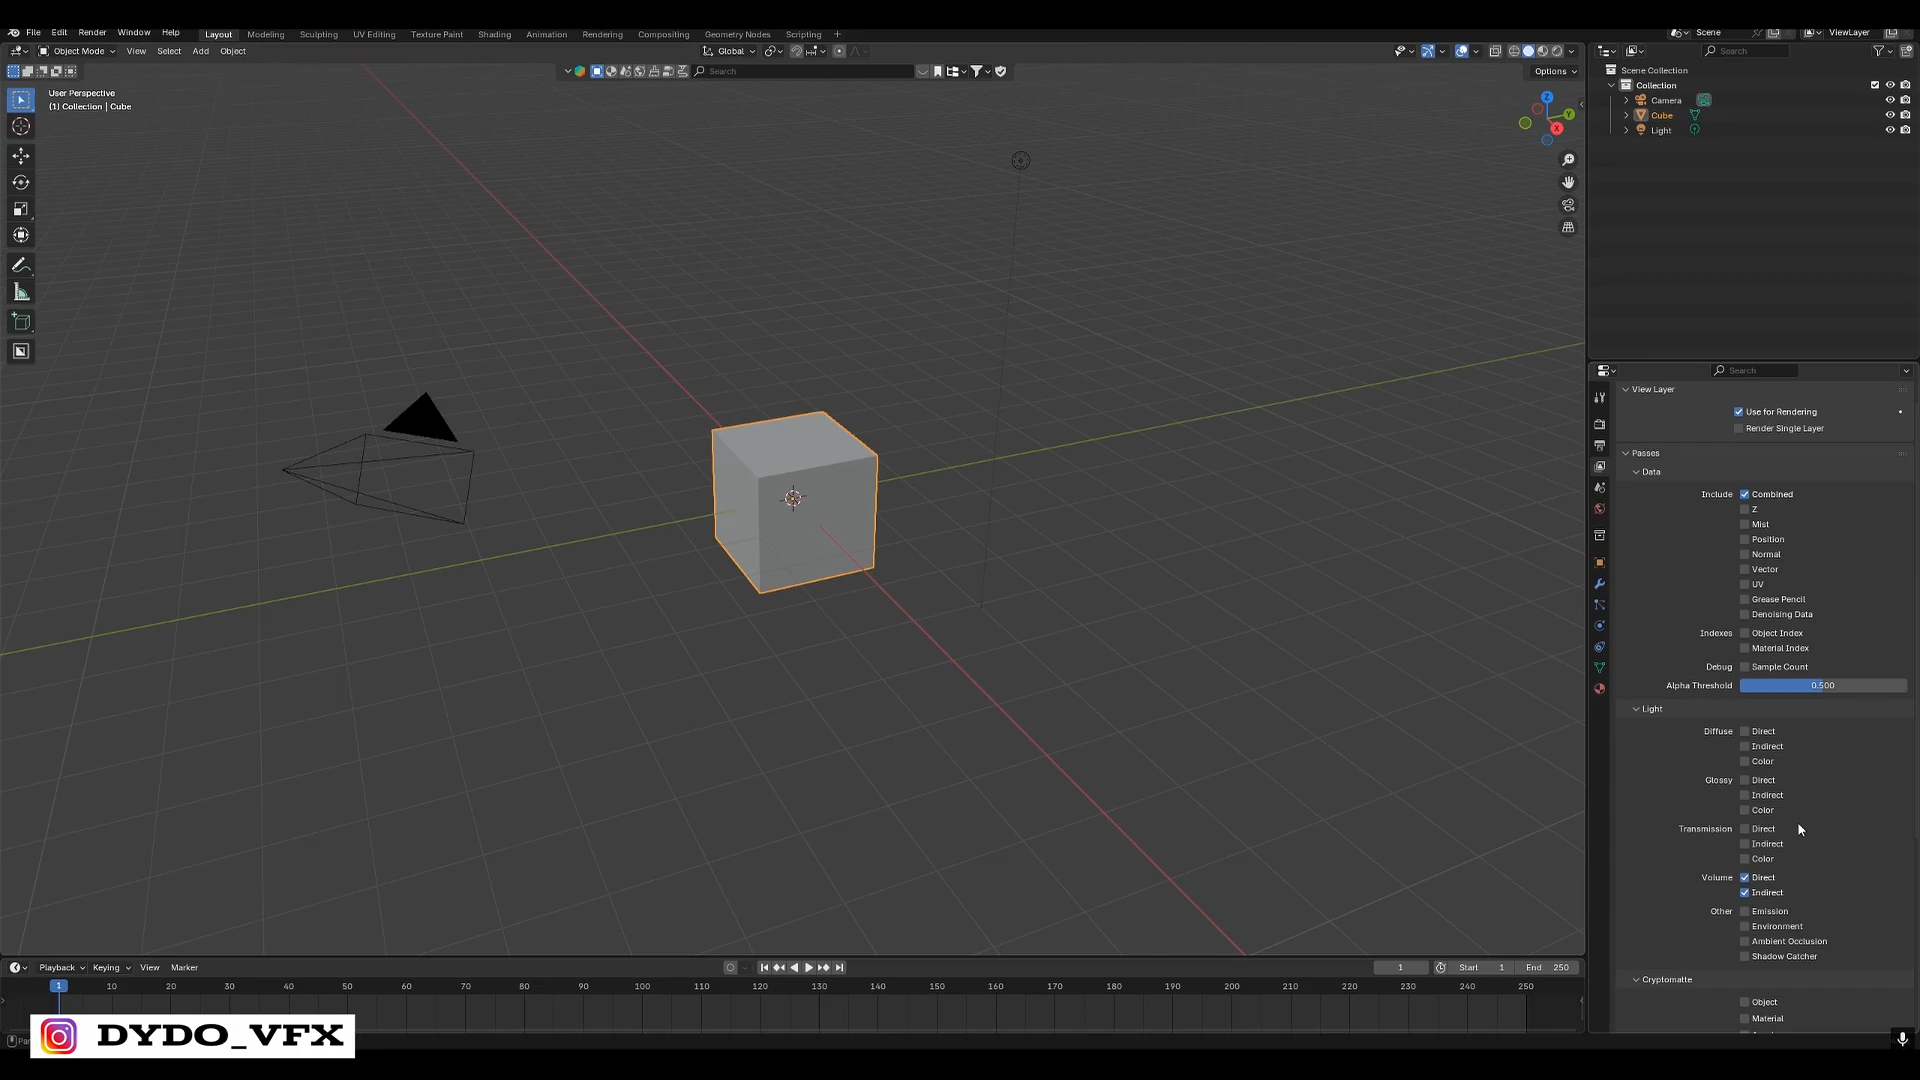 File Edit Render Window Help Layout Modeling Sculpting UV Editing Texture Paint Shading Animation Rendering Compositing Geometry Nodes Scripting + Scene ViewLayer
Object Mode View Select Add Object Global Search
Search Options
User Perspective
(1) Collection | Cube
Z
Y
X
Scene Collection
Collection
Camera
Cube
Light
Search
View Layer
Use for Rendering
Render Single Layer
Passes
Data
Include Combined
Z
Mist
Position
Normal
Vector
UV
Grease Pencil
Denoising Data
Indexes Object Index
Material Index
Debug Sample Count
Alpha Threshold 0.500
Light
Diffuse Direct
Indirect
Color
Glossy Direct
Indirect
Color
Transmission Direct
Indirect
Color
Volume Direct
Indirect
Other Emission
Environment
Ambient Occlusion
Shadow Catcher
Cryptomatte
Object
Material
Playback Keying View Marker 1 Start 1 End 250
1 10 20 30 40 50 60 70 80 90 100 110 120 130 140 150 160 170 180 190 200 210 220 230 240 250
DYDO_VFX